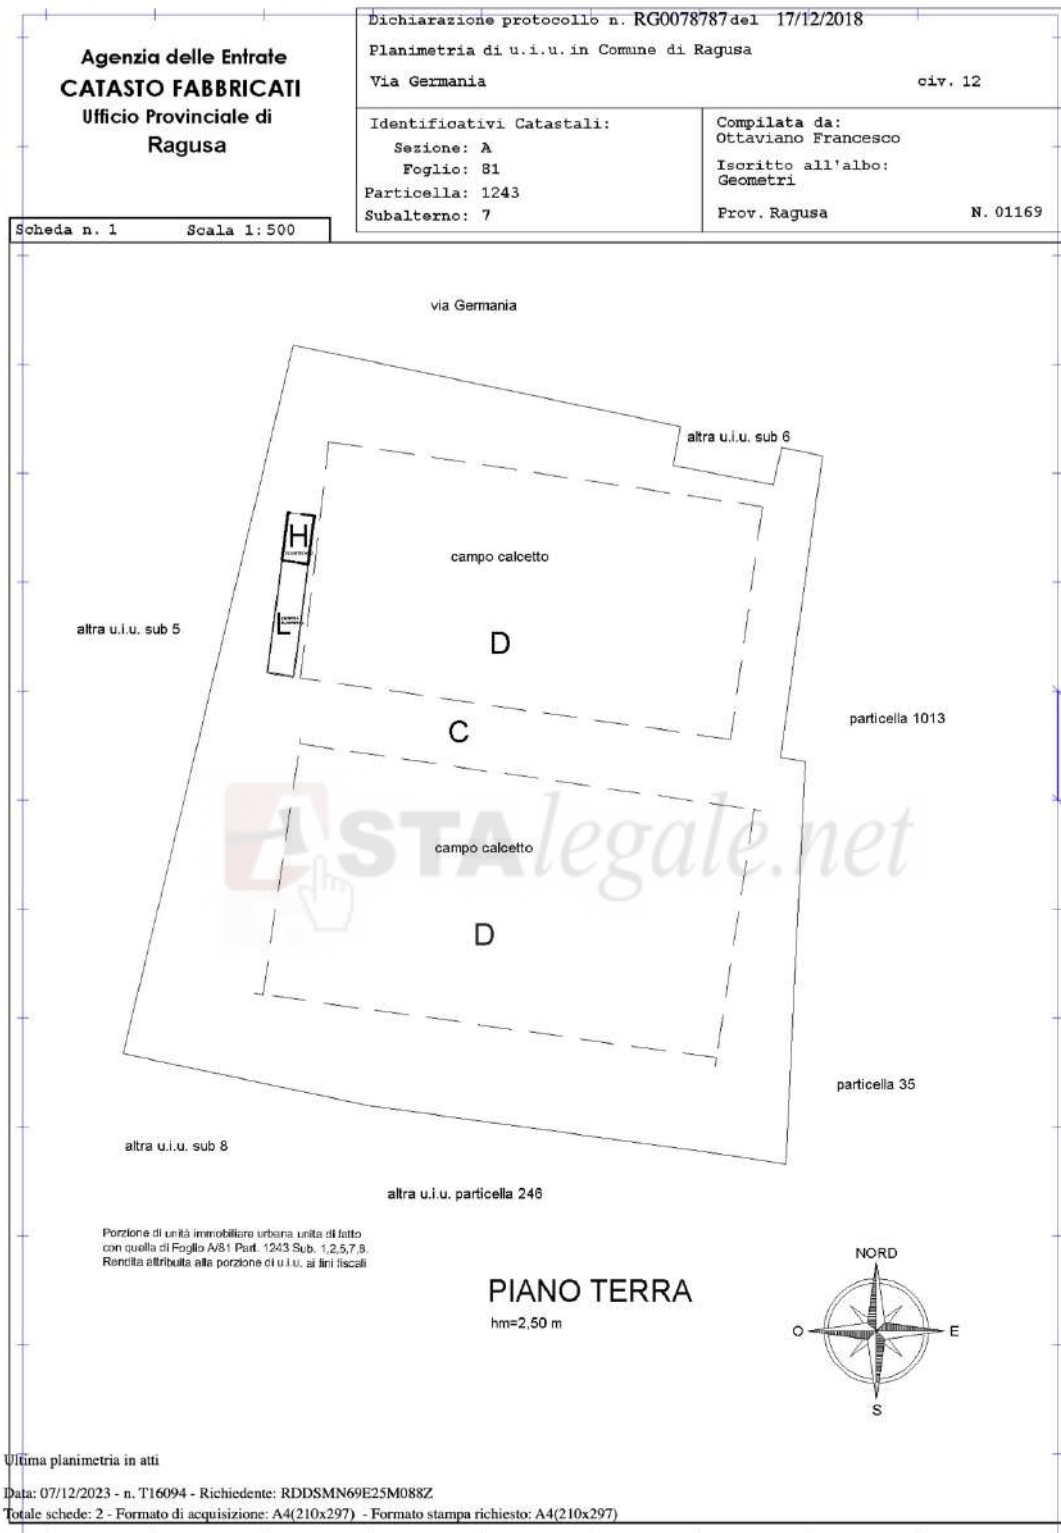 Agenzia delle Entrate
CATASTO FABBRICATI
Ufficio Provinciale di
Ragusa
Dichiarazione protocollo n. RG0078787 del 17/12/2018
Planimetria di u.i.u. in Comune di Ragusa
Via Germania civ. 12
Identificativi Catastali:
Sezione: A
Foglio: 81
Particella: 1243
Subalterno: 7
Compilata da:
Ottaviano Francesco
Iscritto all'albo:
Geometri
Prov. Ragusa N. 01169
Scheda n. 1 Scala 1:500
via Germania
altra u.i.u. sub 6
H
campo calcetto
L
altra u.i.u. sub 5
D
particella 1013
C
ASTAlegale.net
campo calcetto
D
particella 35
altra u.i.u. sub 8
altra u.i.u. particella 246
Porzione di unità immobiliare urbana unita di fatto
con quella di Foglio A/81 Part. 1243 Sub. 1,2,5,7,8.
Rendita attribuita alla porzione di u.i.u. ai fini fiscali
PIANO TERRA
hm=2,50 m
NORD
O E
S
Ultima planimetria in atti
Data: 07/12/2023 - n. T16094 - Richiedente: RDDSMN69E25M088Z
Totale schede: 2 - Formato di acquisizione: A4(210x297) - Formato stampa richiesto: A4(210x297)